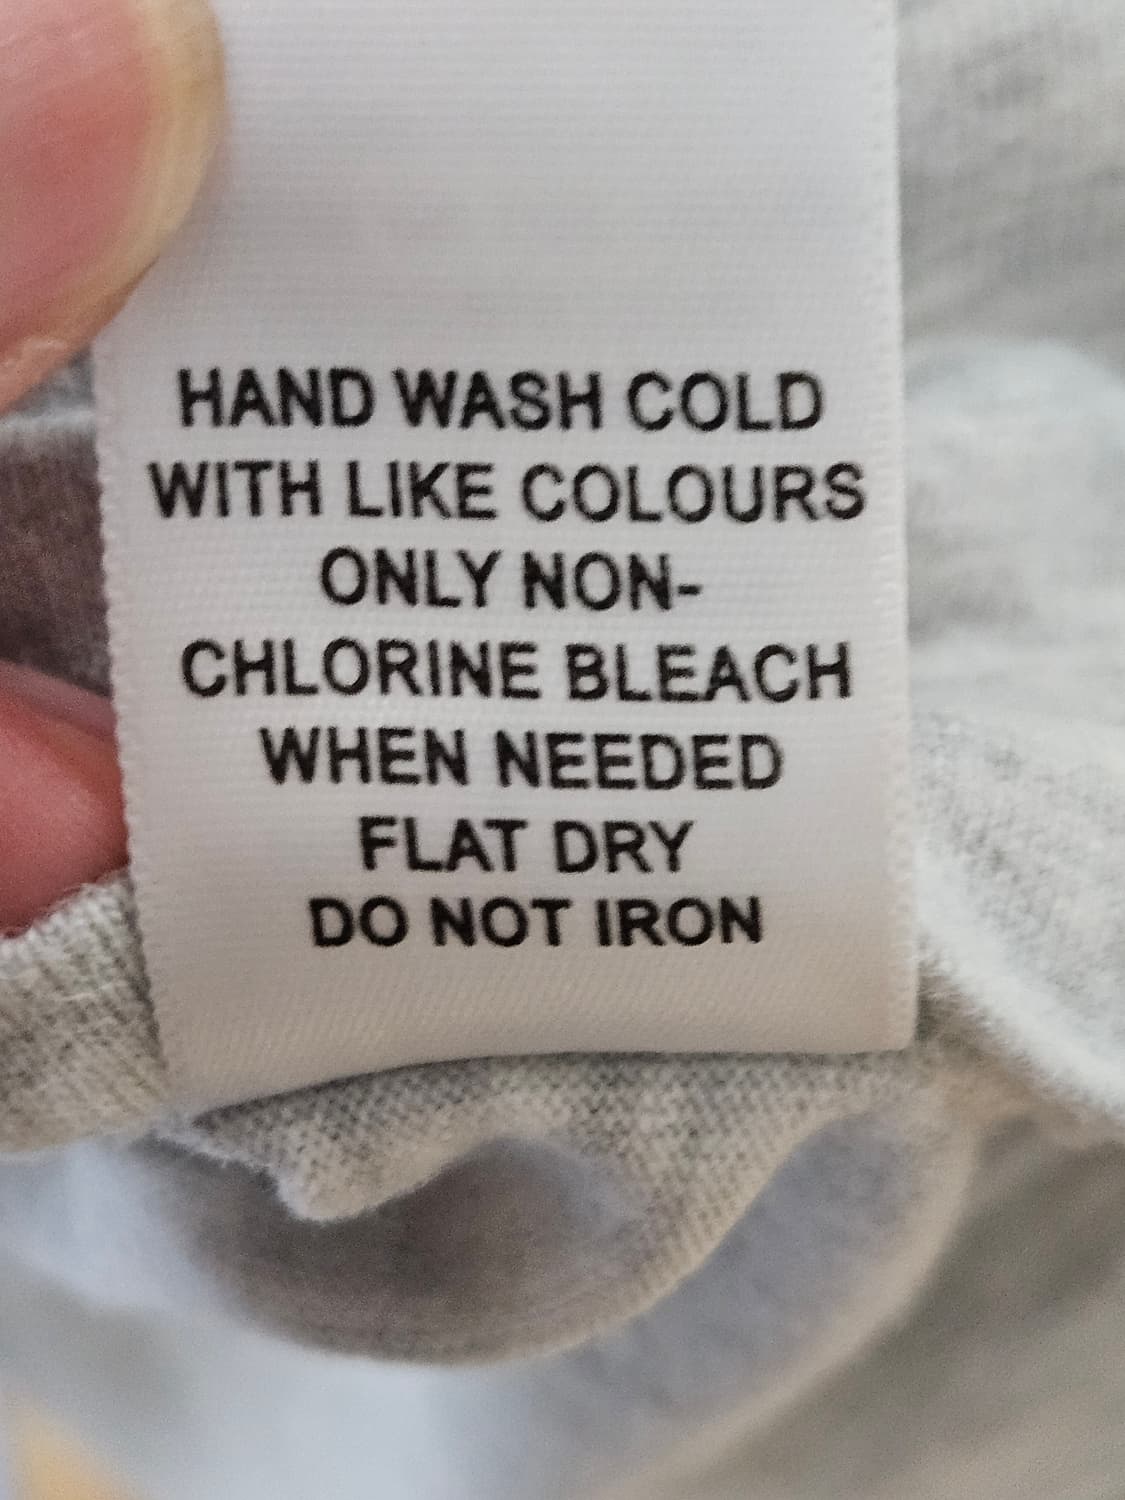 HAND WASH COLD
WITH LIKE COLOURS
ONLY NON-
CHLORINE BLEACH
WHEN NEEDED
FLAT DRY
DO NOT IRON